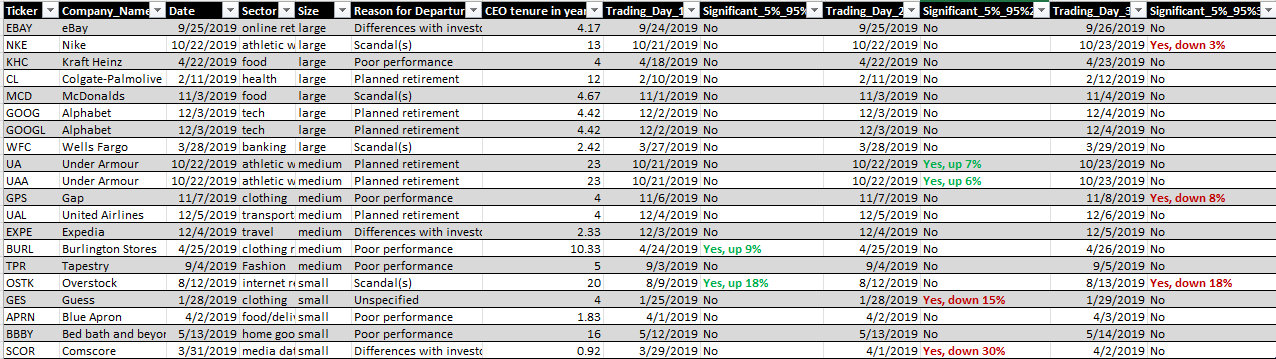 Ticker Company_Name Date Sector Size Reason for Departur CEO tenure in year Trading_Day_1 Significant_5%_95% Trading_Day_2 Significant_5%_95%2 Trading_Day_3 Significant_5%_95%3
EBAY eBay 9/25/2019 online ret large Differences with investo 4.17 9/24/2019 No 9/25/2019 No 9/26/2019 No
NKE Nike 10/22/2019 athletic w large Scandal(s) 13 10/21/2019 No 10/22/2019 No 10/23/2019 Yes, down 3%
KHC Kraft Heinz 4/22/2019 food large Poor performance 4 4/18/2019 No 4/22/2019 No 4/23/2019 No
CL Colgate-Palmolive 2/11/2019 health large Planned retirement 12 2/10/2019 No 2/11/2019 No 2/12/2019 No
MCD McDonalds 11/3/2019 food large Scandal(s) 4.67 11/1/2019 No 11/3/2019 No 11/4/2019 No
GOOG Alphabet 12/3/2019 tech large Planned retirement 4.42 12/2/2019 No 12/3/2019 No 12/4/2019 No
GOOGL Alphabet 12/3/2019 tech large Planned retirement 4.42 12/2/2019 No 12/3/2019 No 12/4/2019 No
WFC Wells Fargo 3/28/2019 banking large Scandal(s) 2.42 3/27/2019 No 3/28/2019 No 3/29/2019 No
UA Under Armour 10/22/2019 athletic w medium Planned retirement 23 10/21/2019 No 10/22/2019 Yes, up 7% 10/23/2019 No
UAA Under Armour 10/22/2019 athletic w medium Planned retirement 23 10/21/2019 No 10/22/2019 Yes, up 6% 10/23/2019 No
GPS Gap 11/7/2019 clothing medium Poor performance 4 11/6/2019 No 11/7/2019 No 11/8/2019 Yes, down 8%
UAL United Airlines 12/5/2019 transport medium Planned retirement 4 12/4/2019 No 12/5/2019 No 12/6/2019 No
EXPE Expedia 12/4/2019 travel medium Differences with investo 2.33 12/3/2019 No 12/4/2019 No 12/5/2019 No
BURL Burlington Stores 4/25/2019 clothing r medium Poor performance 10.33 4/24/2019 Yes, up 9% 4/25/2019 No 4/26/2019 No
TPR Tapestry 9/4/2019 Fashion medium Poor performance 5 9/3/2019 No 9/4/2019 No 9/5/2019 No
OSTK Overstock 8/12/2019 internet re small Scandal(s) 20 8/9/2019 Yes, up 18% 8/12/2019 No 8/13/2019 Yes, down 18%
GES Guess 1/28/2019 clothing small Unspecified 4 1/25/2019 No 1/28/2019 Yes, down 15% 1/29/2019 No
APRN Blue Apron 4/2/2019 food/deliv small Poor performance 1.83 4/1/2019 No 4/2/2019 No 4/3/2019 No
BBBY Bed bath and beyon 5/13/2019 home goo small Poor performance 16 5/12/2019 No 5/13/2019 No 5/14/2019 No
SCOR Comscore 3/31/2019 media dat small Differences with investo 0.92 3/29/2019 No 4/1/2019 Yes, down 30% 4/2/2019 No